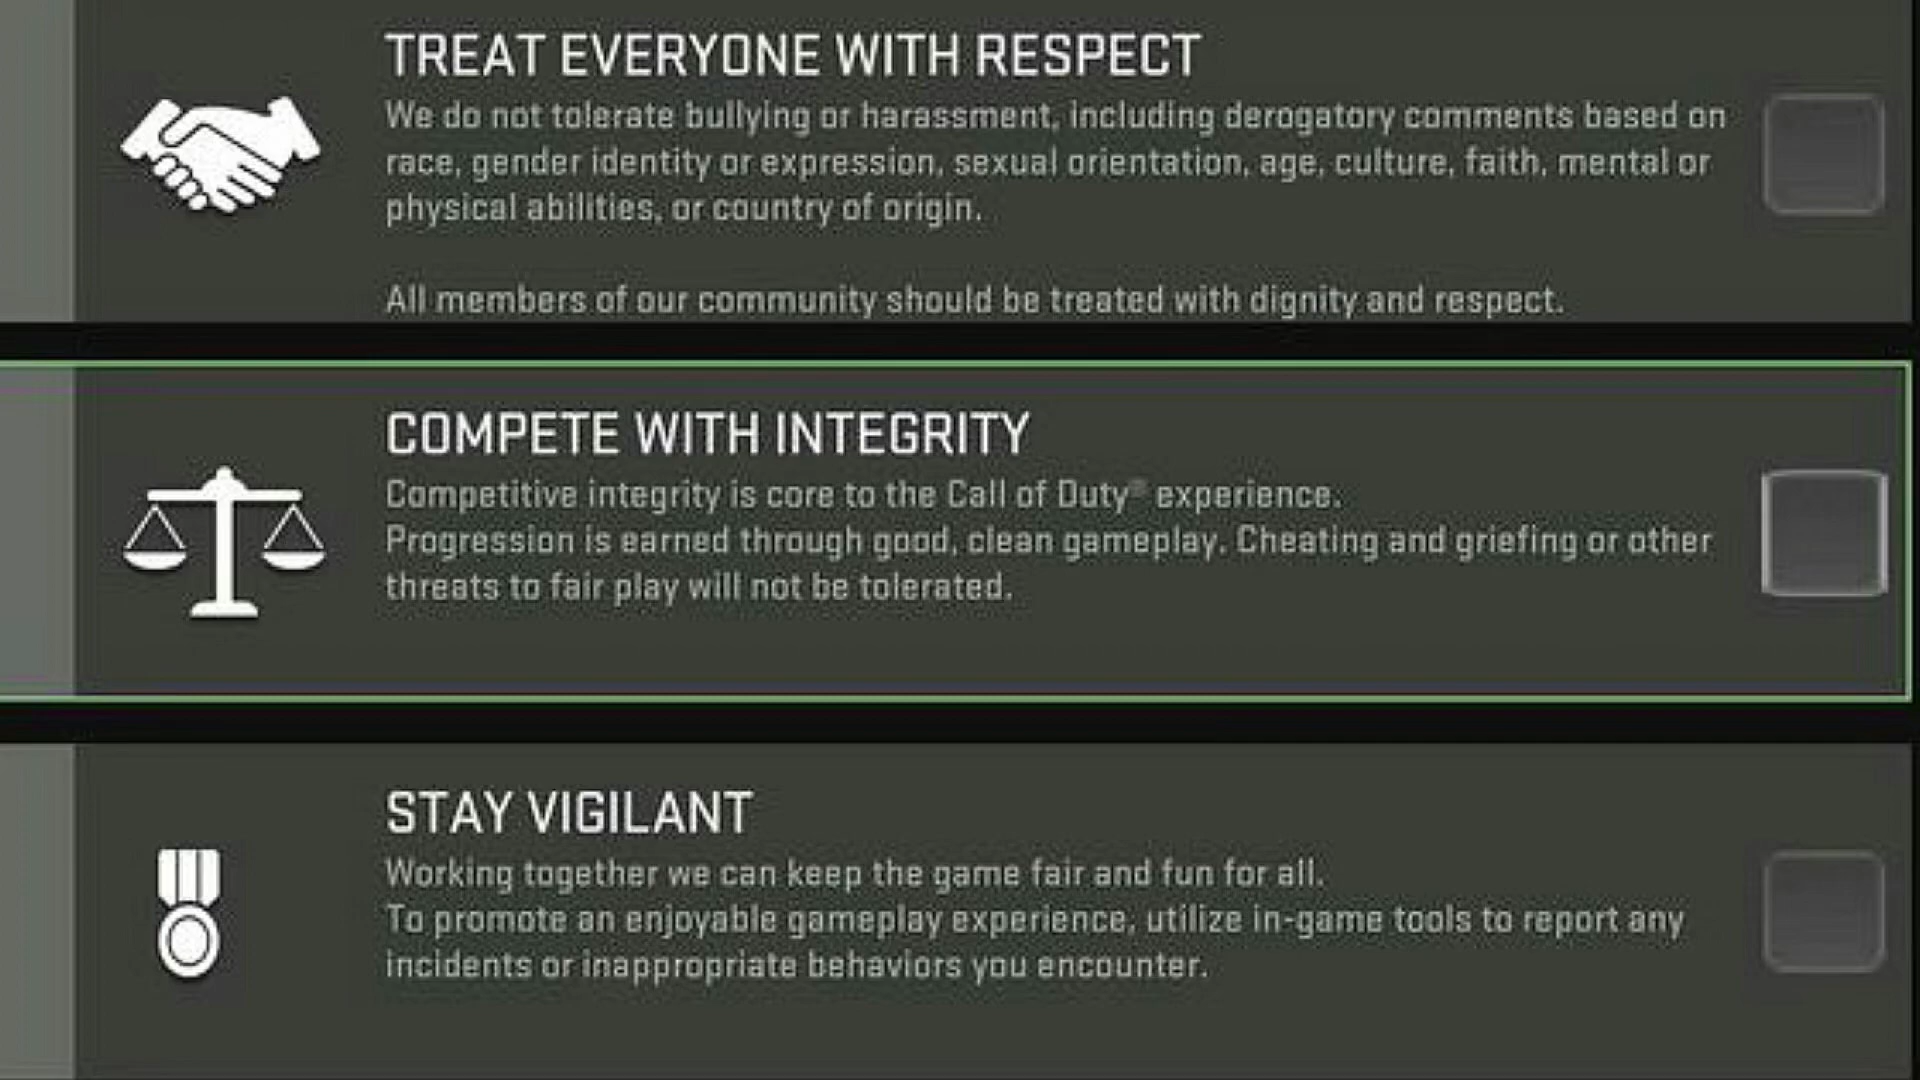 TREAT EVERYONE WITH RESPECT
We do not tolerate bullying or harassment, including derogatory comments based on
race, gender identity or expression, sexual orientation, age, culture, faith, mental or
physical abilities, or country of origin.
All members of our community should be treated with dignity and respect.
COMPETE WITH INTEGRITY
Competitive integrity is core to the Call of Duty® experience.
Progression is earned through good, clean gameplay. Cheating and griefing or other
threats to fair play will not be tolerated.
STAY VIGILANT
Working together we can keep the game fair and fun for all.
To promote an enjoyable gameplay experience, utilize in-game tools to report any
incidents or inappropriate behaviors you encounter.